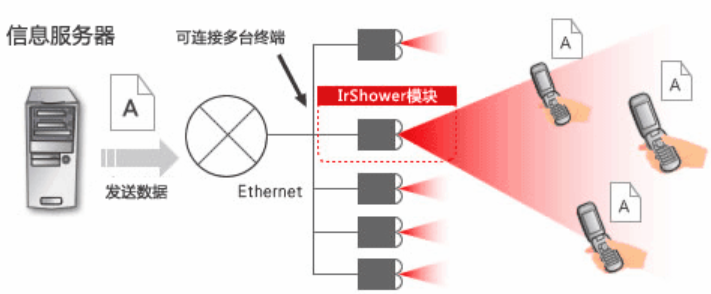 信息服务器
可连接多台终端
A
IrShower模块
A
A
A
发送数据
Ethernet